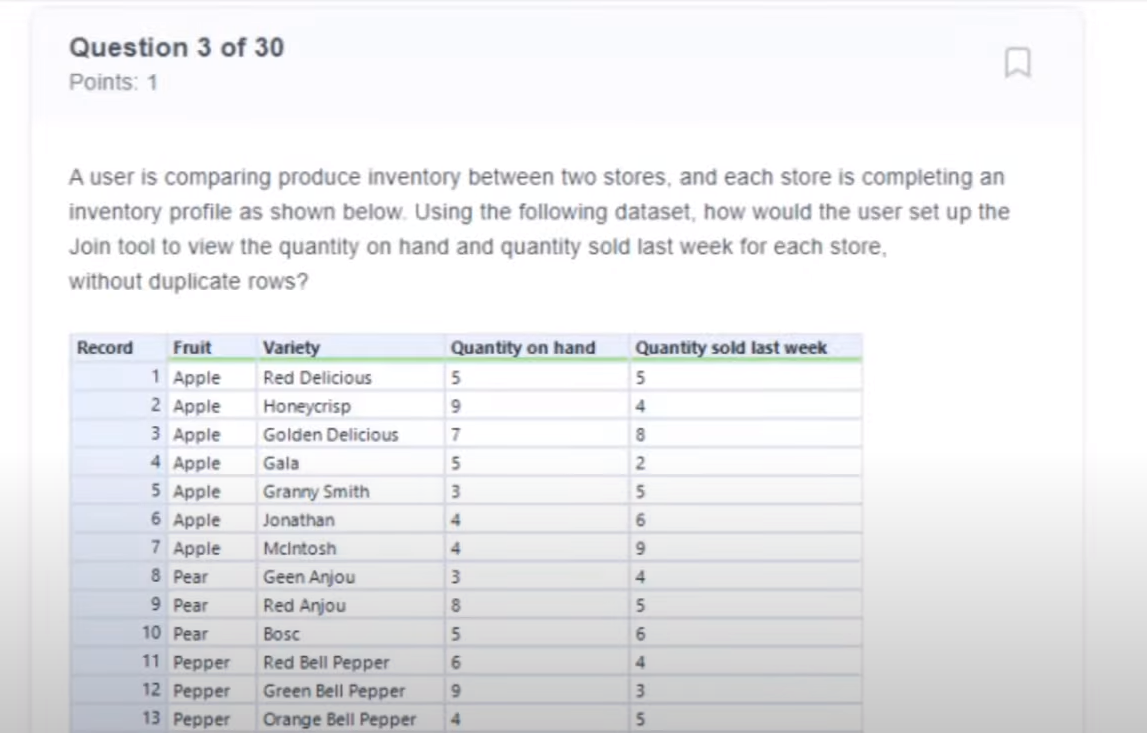 Question 3 of 30
Points: 1
A user is comparing produce inventory between two stores, and each store is completing an
inventory profile as shown below. Using the following dataset, how would the user set up the
Join tool to view the quantity on hand and quantity sold last week for each store,
without duplicate rows?
Record Fruit Variety Quantity on hand Quantity sold last week
1 Apple Red Delicious 5 5
2 Apple Honeycrisp 9 4
3 Apple Golden Delicious 7 8
4 Apple Gala 5 2
5 Apple Granny Smith 3 5
6 Apple Jonathan 4 6
7 Apple McIntosh 4 9
8 Pear Geen Anjou 3 4
9 Pear Red Anjou 8 5
10 Pear Bosc 5 6
11 Pepper Red Bell Pepper 6 4
12 Pepper Green Bell Pepper 9 3
13 Pepper Orange Bell Pepper 4 5